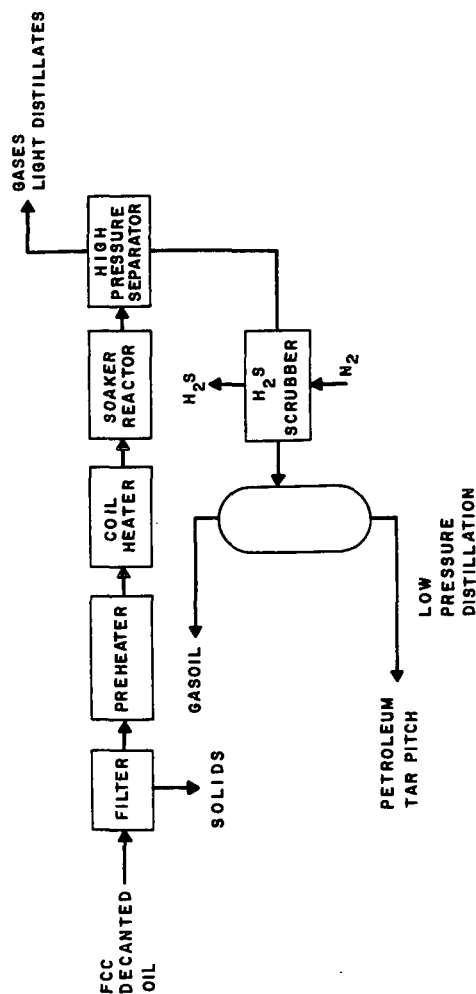 FCC
DECANTED
OIL
FILTER
SOLIDS
PREHEATER
COIL
HEATER
SOAKER
REACTOR
HIGH
PRESSURE
SEPARATOR
GASES
LIGHT DISTILLATES
H₂S
H₂S
SCRUBBER
N₂
GASOIL
PETROLEUM
TAR PITCH
LOW
PRESSURE
DISTILLATION